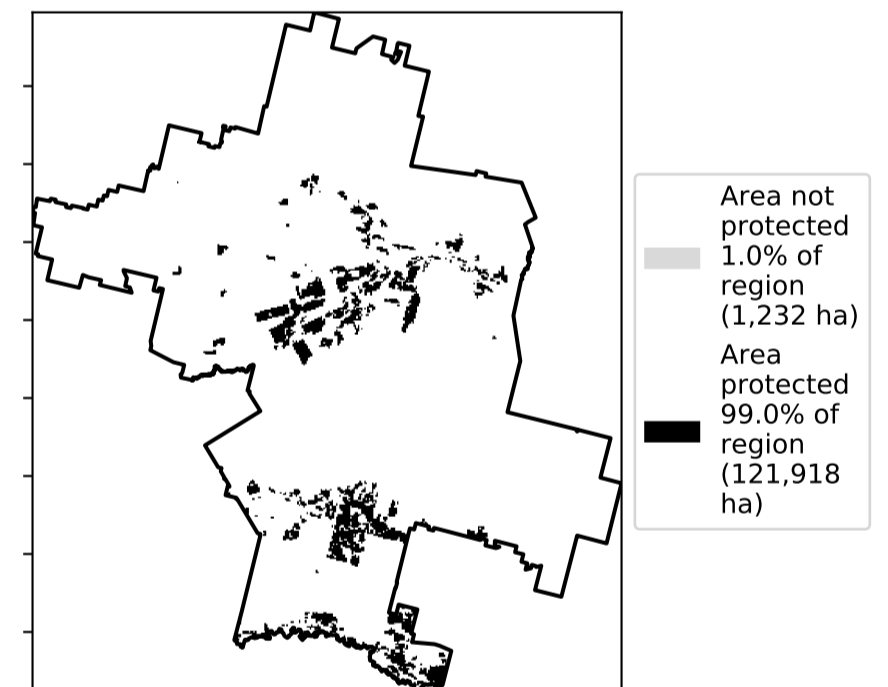 Area not
protected
1.0% of
region
(1,232 ha)
Area
protected
99.0% of
region
(121,918
ha)